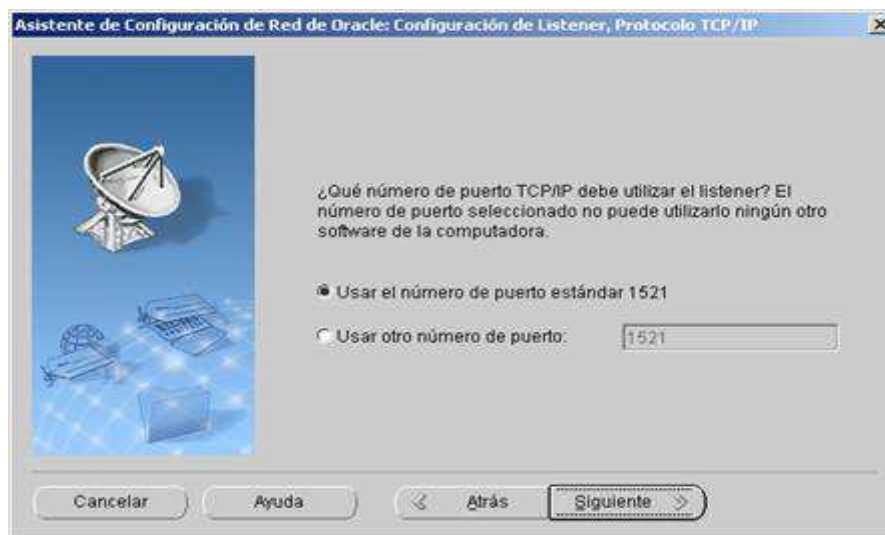 Asistente de Configuración de Red de Oracle: Configuración de Listener, Protocolo TCP/IP
¿Qué número de puerto TCP/IP debe utilizar el listener? El
número de puerto seleccionado no puede utilizarlo ningún otro
software de la computadora.
Usar el número de puerto estándar 1521
Usar otro número de puerto: 1521
Cancelar Ayuda Atrás Siguiente